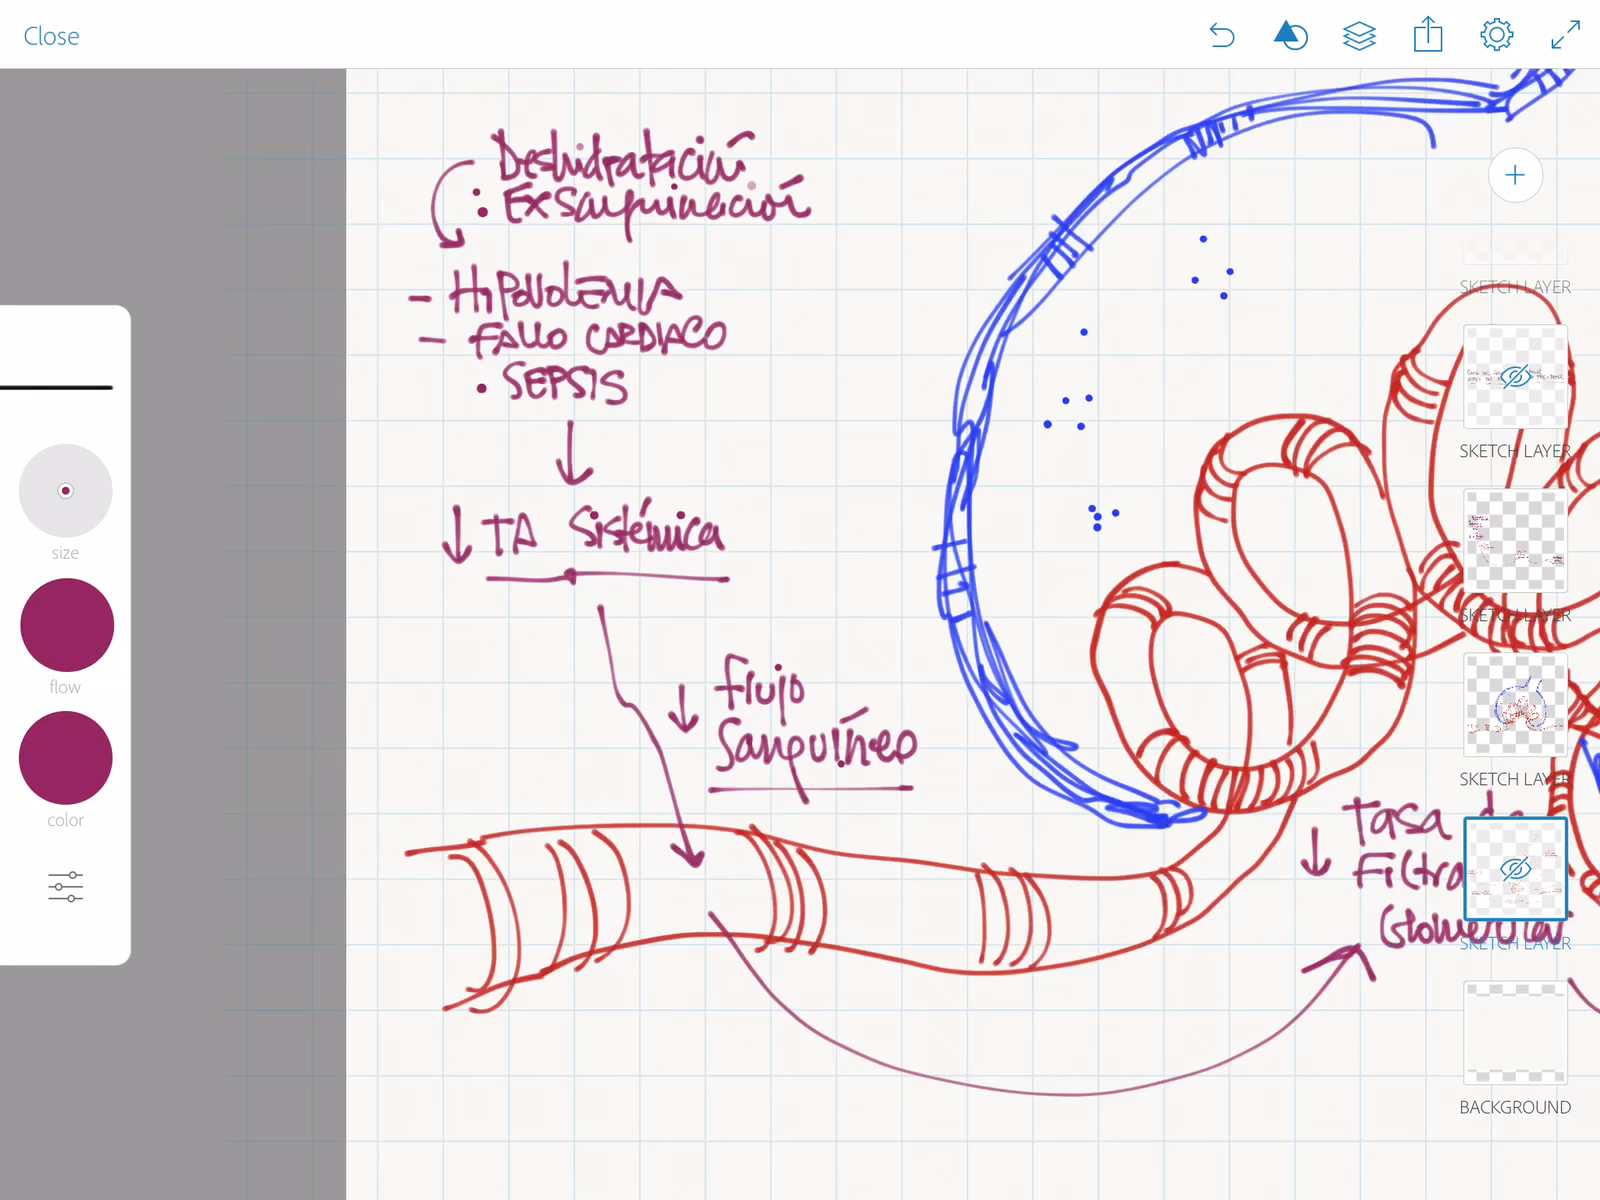 Close
Deshidratación
• Exsanguinación
- HIPOVOLEMIA
- FALLO CARDIACO
• SEPSIS
↓ TA Sistémica
↓ Flujo
Sanguíneo
↓ Tasa de
Filtra
Glomerular
size
flow
color
+
SKETCH LAYER
SKETCH LAYER
SKETCH LAYER
SKETCH LAYER
SKETCH LAYER
BACKGROUND